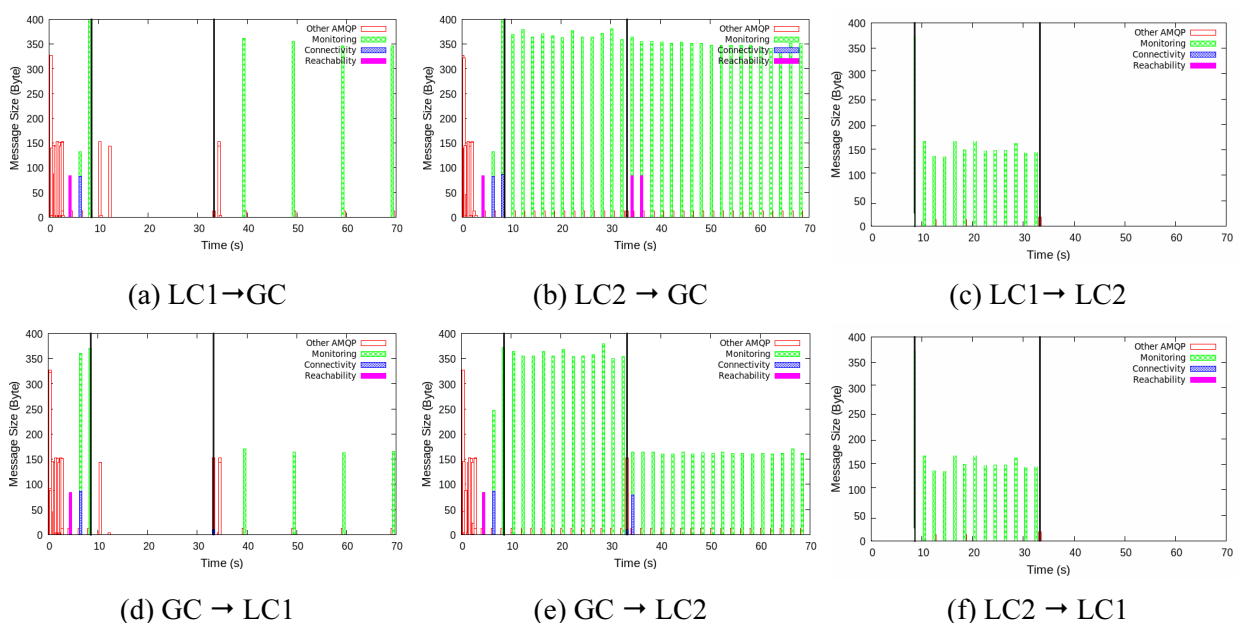 Other AMQP
Monitoring
Connectivity
Reachability
Message Size (Byte)
400
350
300
250
200
150
100
50
0
0 10 20 30 40 50 60 70
Time (s)
(a) LC1→GC
Other AMQP
Monitoring
Connectivity
Reachability
Message Size (Byte)
400
350
300
250
200
150
100
50
0
0 10 20 30 40 50 60 70
Time (s)
(b) LC2 → GC
Other AMQP
Monitoring
Connectivity
Reachability
Message Size (Byte)
400
350
300
250
200
150
100
50
0
0 10 20 30 40 50 60 70
Time (s)
(c) LC1→ LC2
Other AMQP
Monitoring
Connectivity
Reachability
Message Size (Byte)
400
350
300
250
200
150
100
50
0
0 10 20 30 40 50 60 70
Time (s)
(d) GC → LC1
Other AMQP
Monitoring
Connectivity
Reachability
Message Size (Byte)
400
350
300
250
200
150
100
50
0
0 10 20 30 40 50 60 70
Time (s)
(e) GC → LC2
Other AMQP
Monitoring
Connectivity
Reachability
Message Size (Byte)
400
350
300
250
200
150
100
50
0
0 10 20 30 40 50 60 70
Time (s)
(f) LC2 → LC1